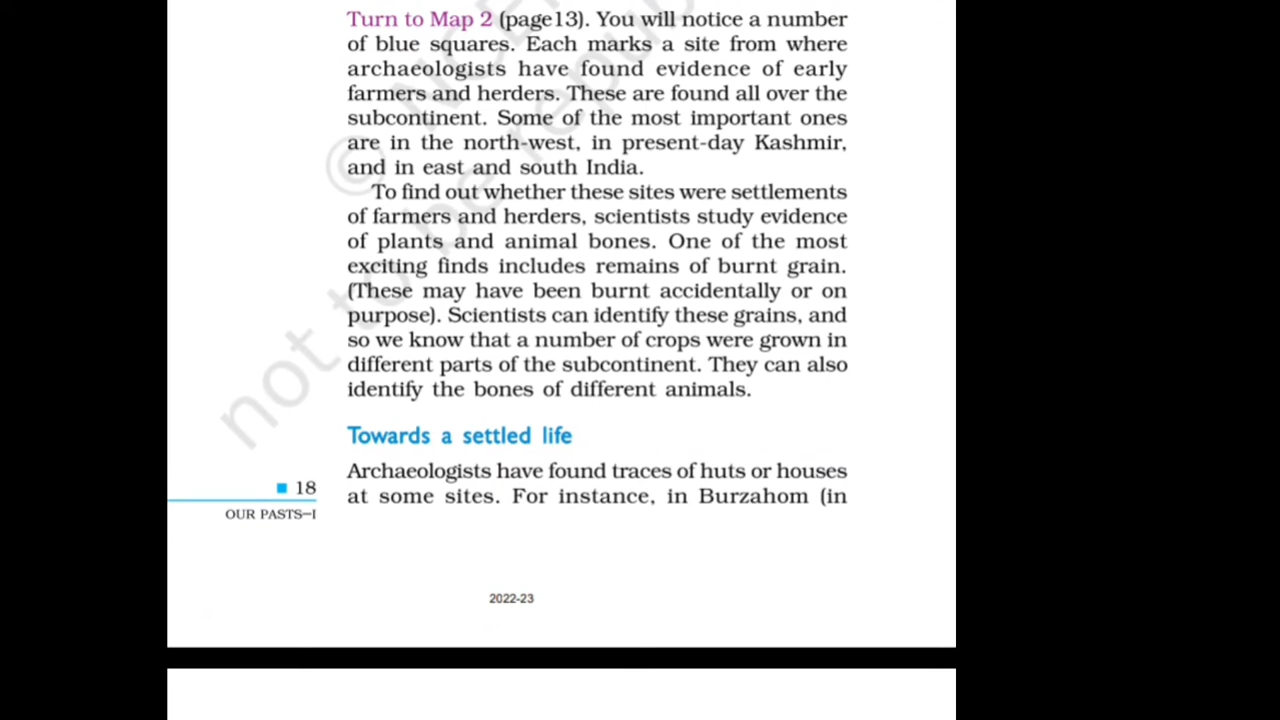 Turn to Map 2 (page13). You will notice a number
of blue squares. Each marks a site from where
archaeologists have found evidence of early
farmers and herders. These are found all over the
subcontinent. Some of the most important ones
are in the north-west, in present-day Kashmir,
and in east and south India.
To find out whether these sites were settlements
of farmers and herders, scientists study evidence
of plants and animal bones. One of the most
exciting finds includes remains of burnt grain.
(These may have been burnt accidentally or on
purpose). Scientists can identify these grains, and
so we know that a number of crops were grown in
different parts of the subcontinent. They can also
identify the bones of different animals.
Towards a settled life
Archaeologists have found traces of huts or houses
at some sites. For instance, in Burzahom (in
18
OUR PASTS–I
2022-23
© NCE
not to be repub